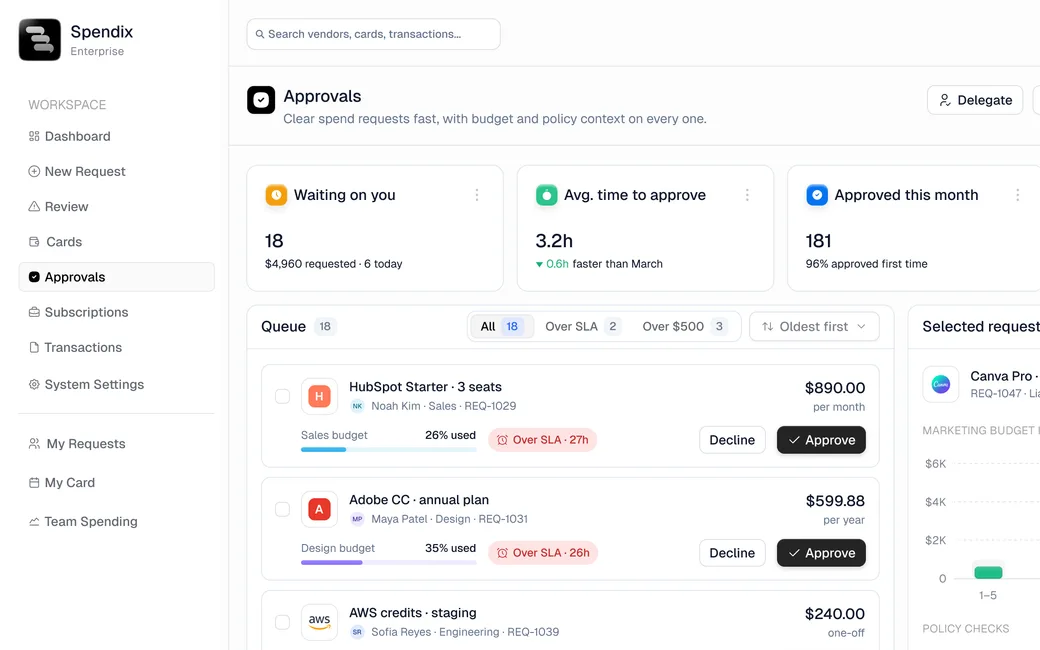 Spendix
Enterprise
WORKSPACE
Dashboard
New Request
Review
Cards
Approvals
Subscriptions
Transactions
System Settings
My Requests
My Card
Team Spending
Search vendors, cards, transactions...
Approvals
Clear spend requests fast, with budget and policy context on every one.
Delegate
Waiting on you
18
$4,960 requested · 6 today
Avg. time to approve
3.2h
0.6h faster than March
Approved this month
181
96% approved first time
Queue 18
All 18 Over SLA 2 Over $500 3
Oldest first
H
HubSpot Starter · 3 seats
NK Noah Kim · Sales · REQ-1029
$890.00
per month
Sales budget 26% used
Over SLA · 27h
Decline
Approve
A
Adobe CC · annual plan
MP Maya Patel · Design · REQ-1031
$599.88
per year
Design budget 35% used
Over SLA · 26h
Decline
Approve
aws
AWS credits · staging
SR Sofia Reyes · Engineering · REQ-1039
$240.00
one-off
Selected request
Canva
Canva Pro ·
REQ-1047 ·
MARKETING BUDGET
$6K
$4K
$2K
0
1–5
POLICY CHECKS